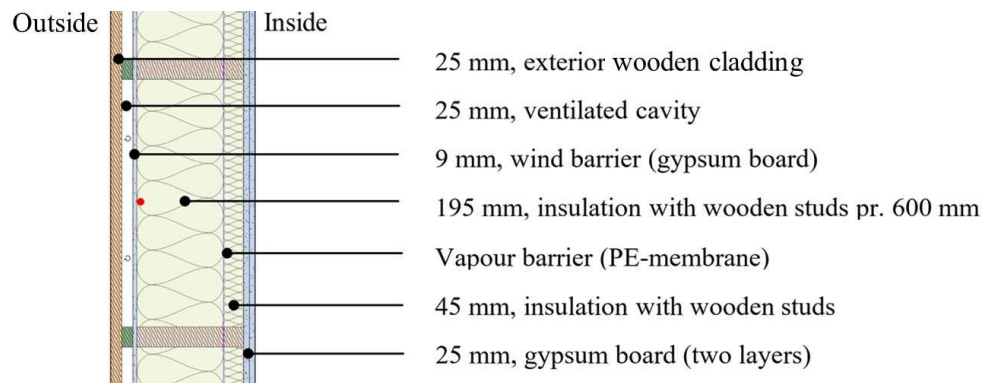 Outside
Inside
25 mm, exterior wooden cladding
25 mm, ventilated cavity
9 mm, wind barrier (gypsum board)
195 mm, insulation with wooden studs pr. 600 mm
Vapour barrier (PE-membrane)
45 mm, insulation with wooden studs
25 mm, gypsum board (two layers)